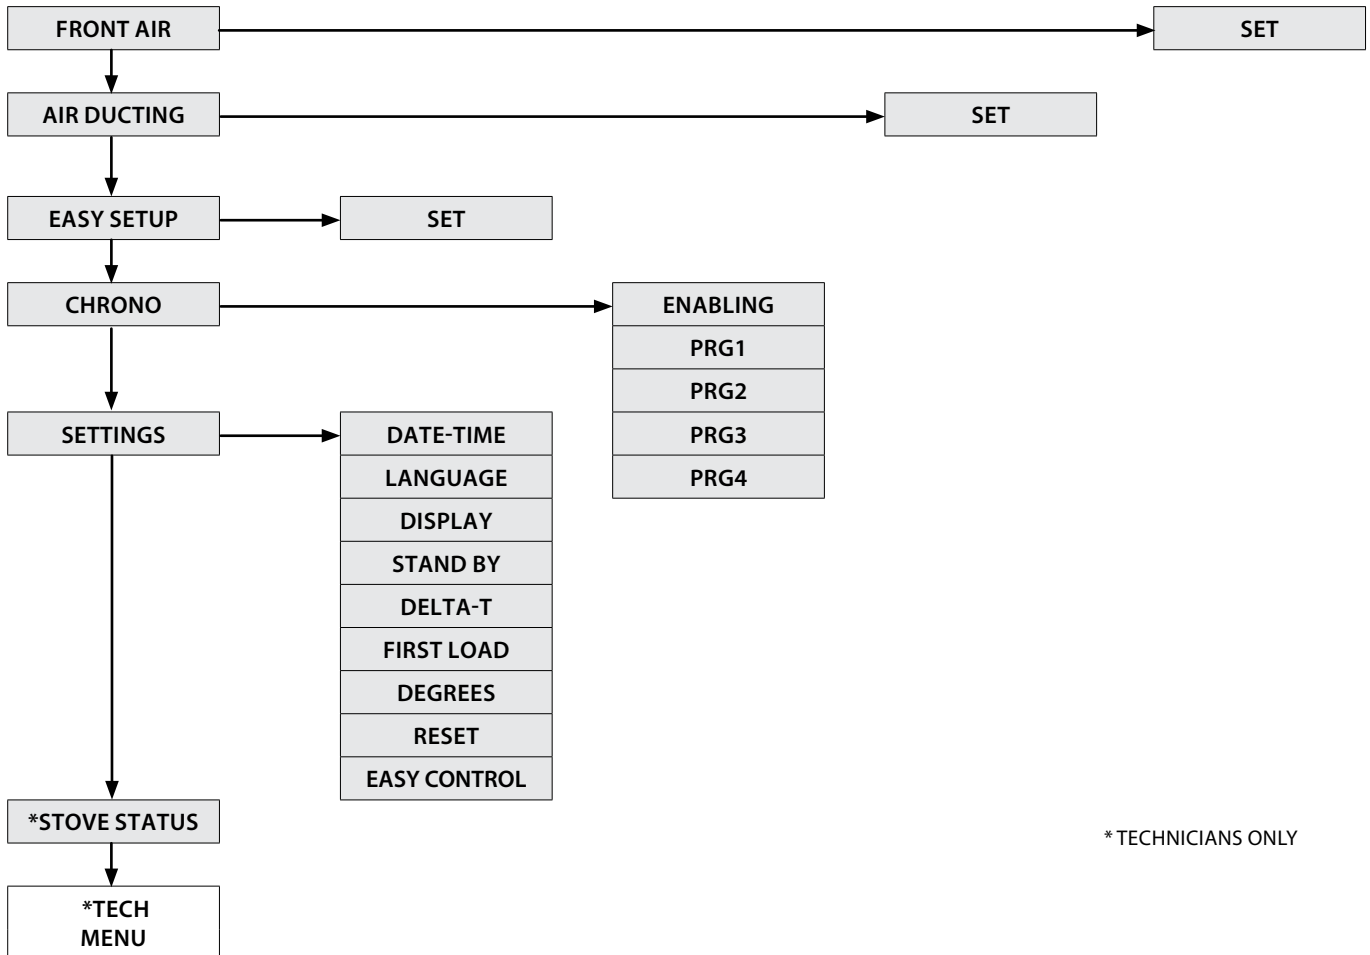 FRONT AIR
SET
AIR DUCTING
SET
EASY SETUP
SET
CHRONO
ENABLING
PRG1
PRG2
PRG3
PRG4
SETTINGS
DATE-TIME
LANGUAGE
DISPLAY
STAND BY
DELTA-T
FIRST LOAD
DEGREES
RESET
EASY CONTROL
*STOVE STATUS
* TECHNICIANS ONLY
*TECH
MENU